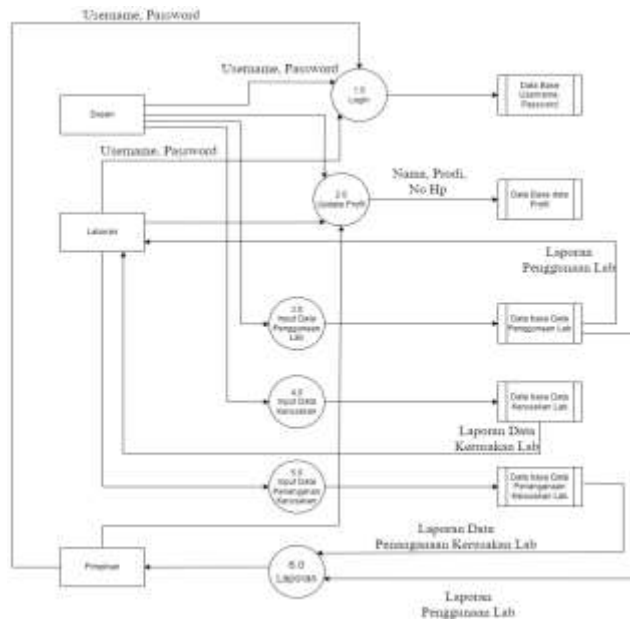 Username, Password
Username, Password
1.0
Login
Data Base
Username
Password
Dosen
Username, Password
2.0
Update Profil
Nama, Prodi,
No Hp
Data Base data
Profil
Laboran
Laporan
Penggunaan Lab
3.0
Input Data
Penggunaan
Lab
Data base Data
Penggunaan Lab
4.0
Input Data
Kerusakan
Data base Data
Kerusakan Lab
Laporan Data
Kerusakan Lab
5.0
Input Data
Penanganan
Kerusakan
Data base Data
Penanganan
Kerusakan Lab
Laporan Data
Penanganan Kerusakan Lab
Pimpinan
6.0
Laporan
Laporan
Penggunaan Lab